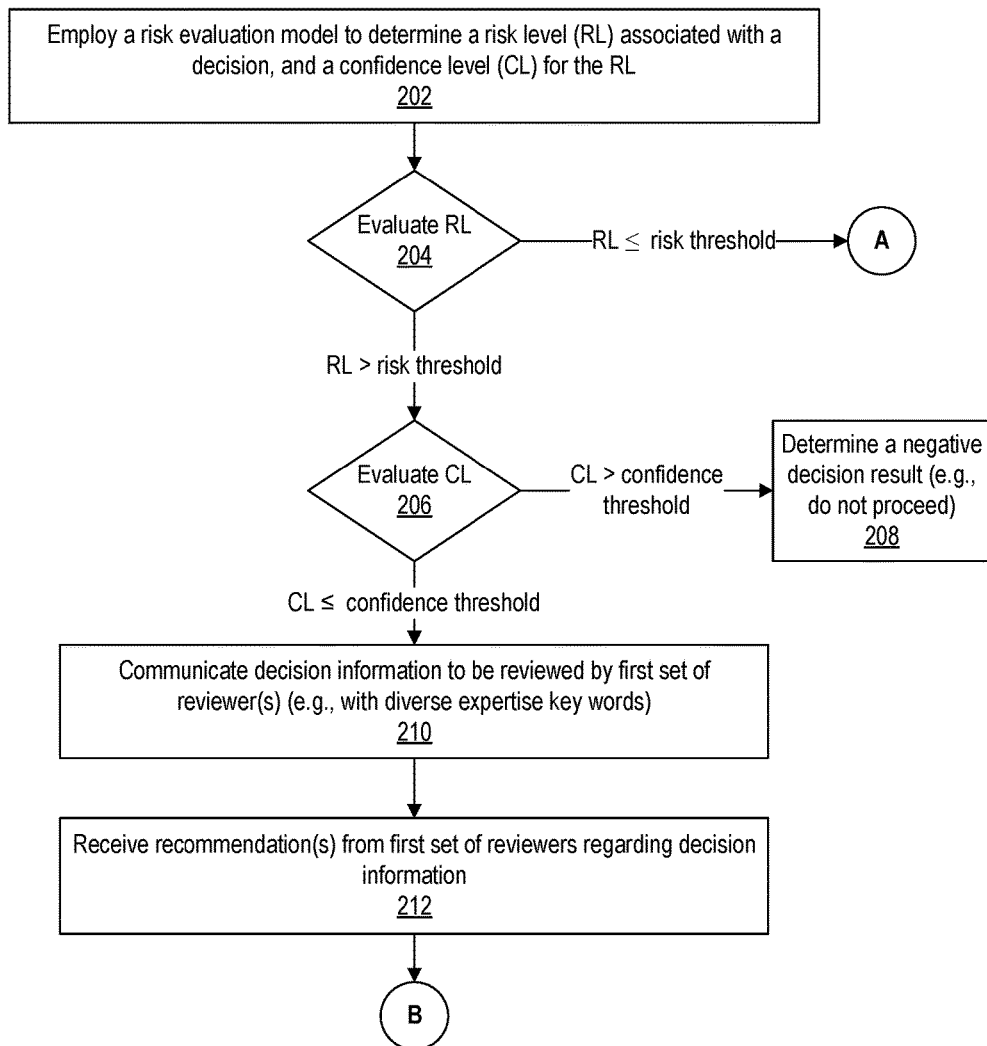 Employ a risk evaluation model to determine a risk level (RL) associated with a
decision, and a confidence level (CL) for the RL
202
Evaluate RL
204
RL ≤ risk threshold
A
RL > risk threshold
Evaluate CL
206
CL > confidence
threshold
Determine a negative
decision result (e.g.,
do not proceed)
208
CL ≤ confidence threshold
Communicate decision information to be reviewed by first set of
reviewer(s) (e.g., with diverse expertise key words)
210
Receive recommendation(s) from first set of reviewers regarding decision
information
212
B